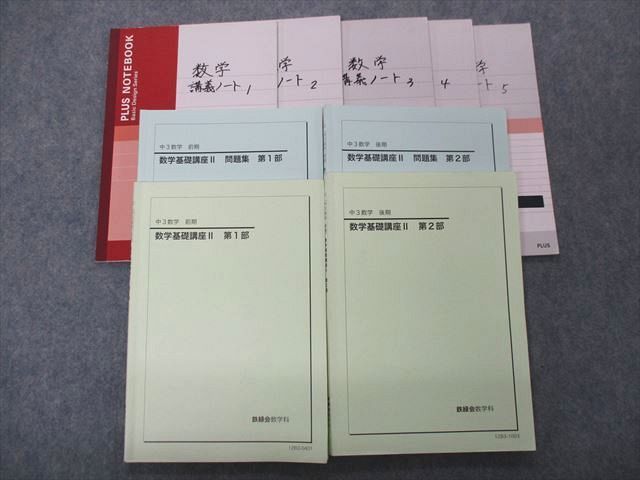 PLUS NOTEBOOK
Basic Design Series
数学
講義ノート 1
学
ノート 2
数学
講義ノート 3
4
学
5
PLUS
中3数学 前期
数学基礎講座Ⅱ 問題集 第1部
中3数学 後期
数学基礎講座Ⅱ 問題集 第2部
中3数学 前期
数学基礎講座Ⅱ 第1部
鉄緑会数学科
中3数学 後期
数学基礎講座Ⅱ 第2部
鉄緑会数学科